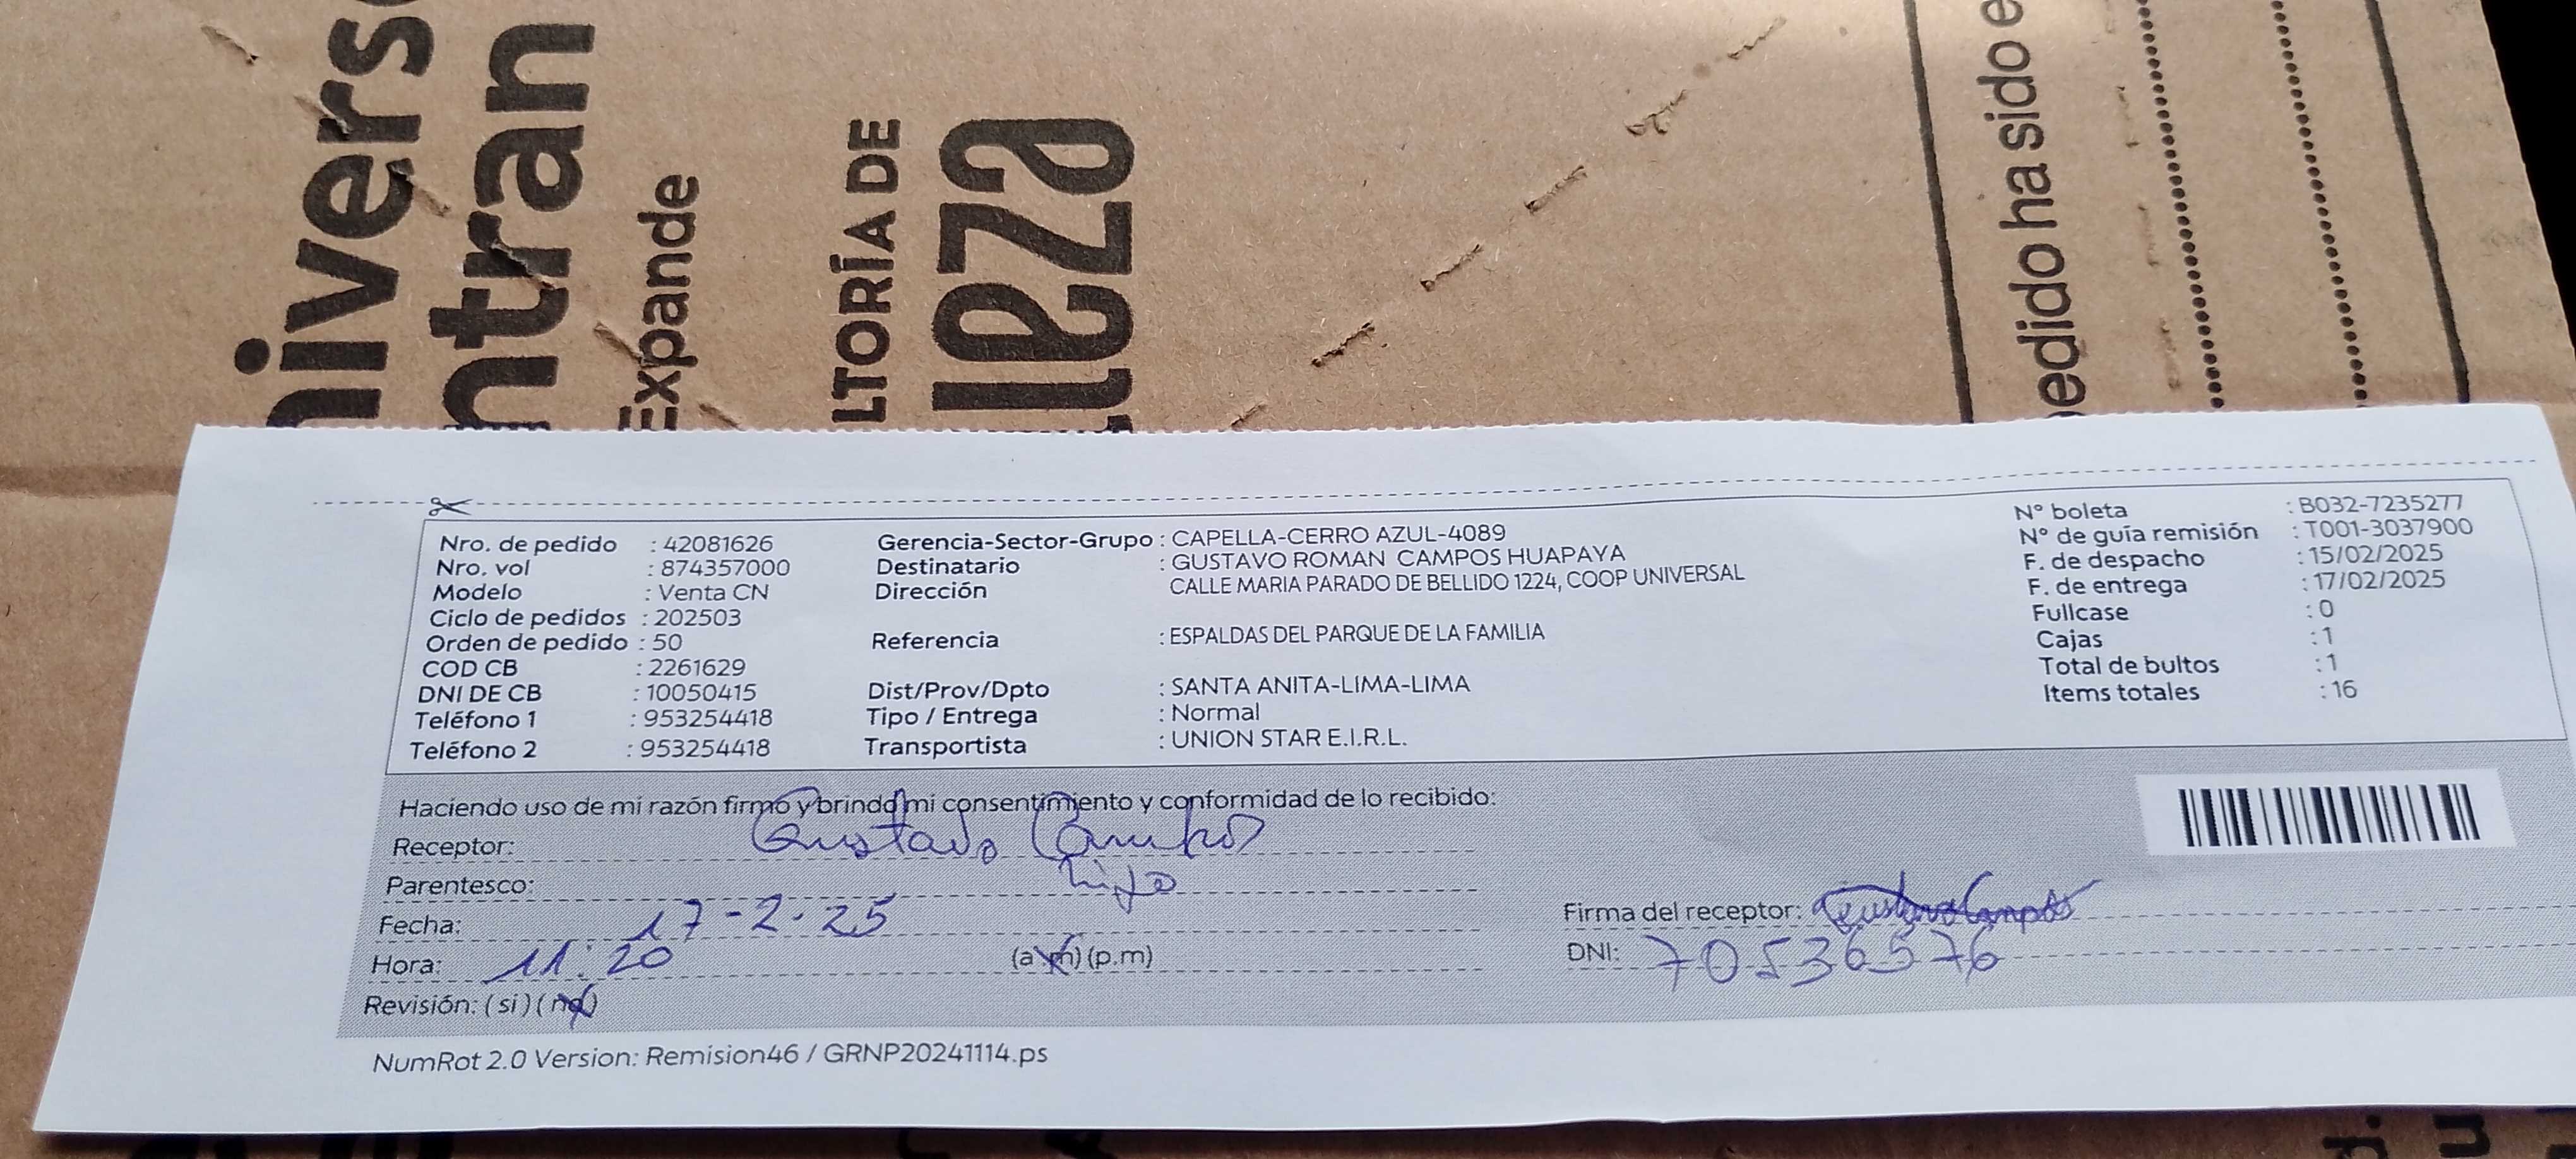 nivers
ntran
Expande
LTORÍA DE
leza
pedido ha sido e
Nro. de pedido : 42081626
Nro. vol : 874357000
Modelo : Venta CN
Ciclo de pedidos : 202503
Orden de pedido : 50
COD CB : 2261629
DNI DE CB : 10050415
Teléfono 1 : 953254418
Teléfono 2 : 953254418
Gerencia-Sector-Grupo : CAPELLA-CERRO AZUL-4089
Destinatario : GUSTAVO ROMAN CAMPOS HUAPAYA
Dirección CALLE MARIA PARADO DE BELLIDO 1224, COOP UNIVERSAL
Referencia : ESPALDAS DEL PARQUE DE LA FAMILIA
Dist/Prov/Dpto : SANTA ANITA-LIMA-LIMA
Tipo / Entrega : Normal
Transportista : UNION STAR E.I.R.L.
N° boleta : B032-7235277
N° de guía remisión : T001-3037900
F. de despacho : 15/02/2025
F. de entrega : 17/02/2025
Fullcase : 0
Cajas : 1
Total de bultos : 1
Items totales : 16
Haciendo uso de mi razón firmo y brindo mi consentimiento y conformidad de lo recibido:
Receptor: Gustavo Campos
Parentesco: hijo
Fecha: 17-2-25
Hora: 11:20 (a.m) (p.m)
Revisión: (si) (no)
Firma del receptor: Gustavo Campos
DNI: 70536576
NumRot 2.0 Version: Remision46 / GRNP20241114.ps